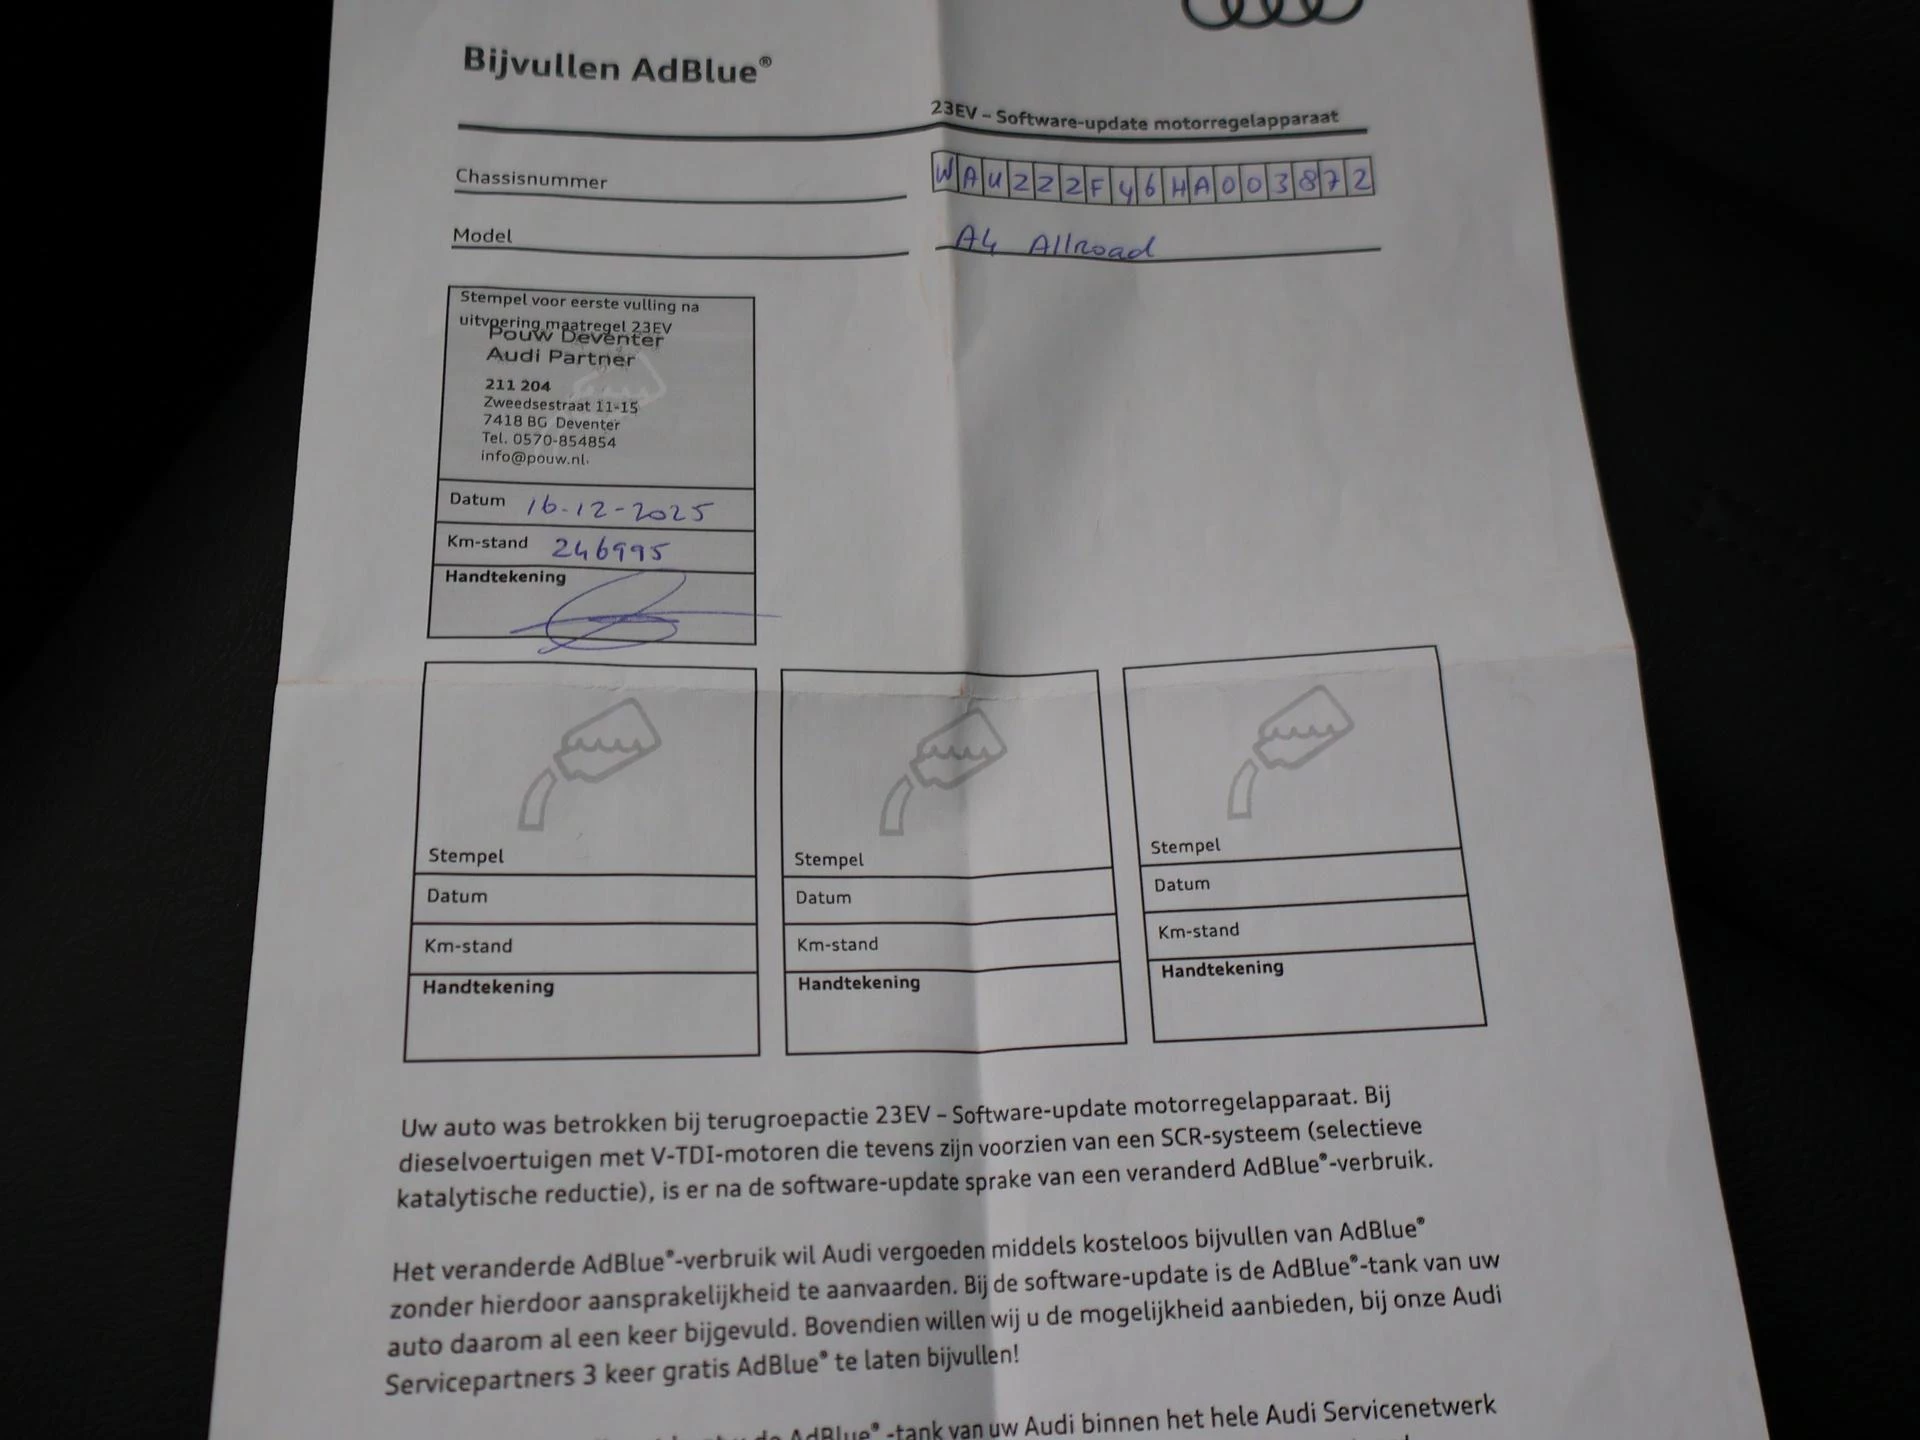 Bijvullen AdBlue®
23EV – Software-update motorregelapparaat
Chassisnummer WAUZZZF46HA003872
Model A4 Allroad
Stempel voor eerste vulling na
uitvoering maatregel 23EV
Pouw Deventer
Audi Partner
211 204
Zweedsestraat 11-15
7418 BG Deventer
Tel. 0570-854854
info@pouw.nl
Datum 16-12-2025
Km-stand 246995
Handtekening
Stempel Stempel Stempel
Datum Datum Datum
Km-stand Km-stand Km-stand
Handtekening Handtekening Handtekening
Uw auto was betrokken bij terugroepactie 23EV – Software-update motorregelapparaat. Bij
dieselvoertuigen met V-TDI-motoren die tevens zijn voorzien van een SCR-systeem (selectieve
katalytische reductie), is er na de software-update sprake van een veranderd AdBlue®-verbruik.
Het veranderde AdBlue®-verbruik wil Audi vergoeden middels kosteloos bijvullen van AdBlue®
zonder hierdoor aansprakelijkheid te aanvaarden. Bij de software-update is de AdBlue®-tank van uw
auto daarom al een keer bijgevuld. Bovendien willen wij u de mogelijkheid aanbieden, bij onze Audi
Servicepartners 3 keer gratis AdBlue® te laten bijvullen!
de AdBlue®-tank van uw Audi binnen het hele Audi Servicenetwerk